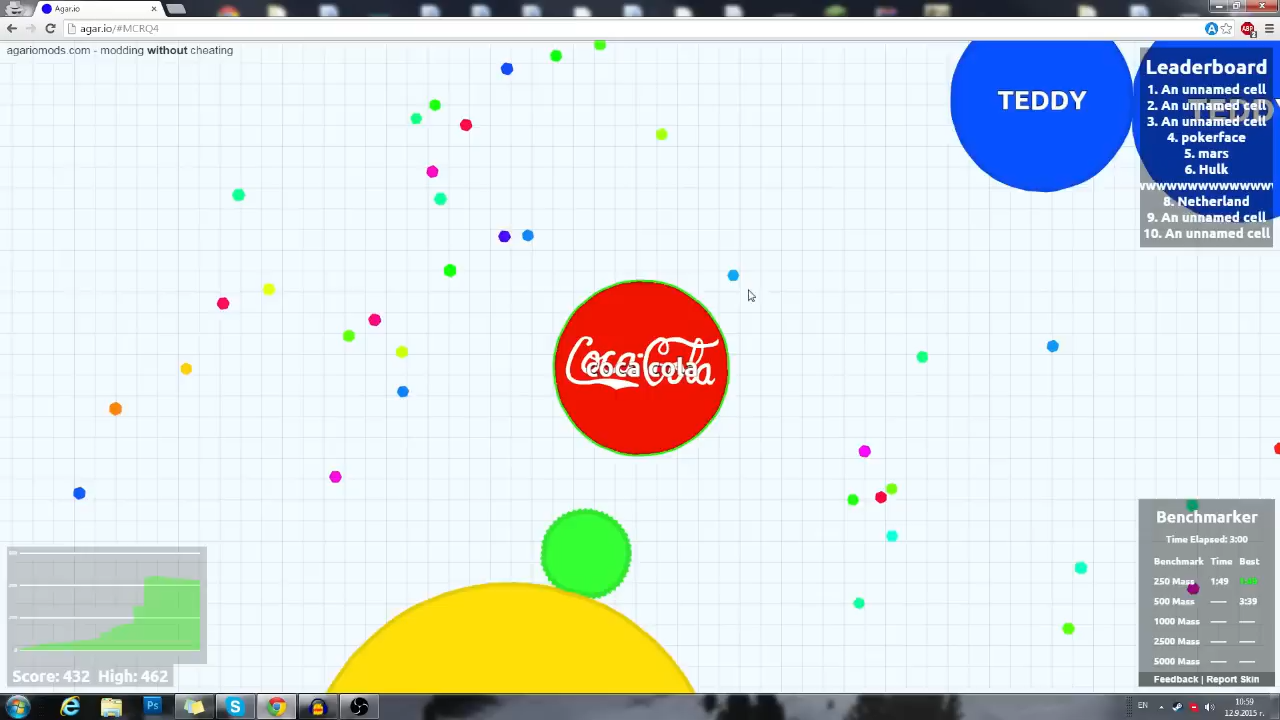 Agar.io
agar.io/#MCRQ4
agariomods.com - modding without cheating
TEDDY
Leaderboard
1. An unnamed cell
2. An unnamed cell
3. An unnamed cell
4. pokerface
5. mars
6. Hulk
8. Netherland
9. An unnamed cell
10. An unnamed cell
TEDDY
Coca-Cola
coca cola
Benchmarker
Time Elapsed: 3:00
Benchmark Time Best
250 Mass 1:49
500 Mass —— 3:39
1000 Mass —— ——
2500 Mass —— ——
5000 Mass —— ——
Feedback | Report Skin
Score: 432 High: 462
EN
10:59
12.9.2015 г.